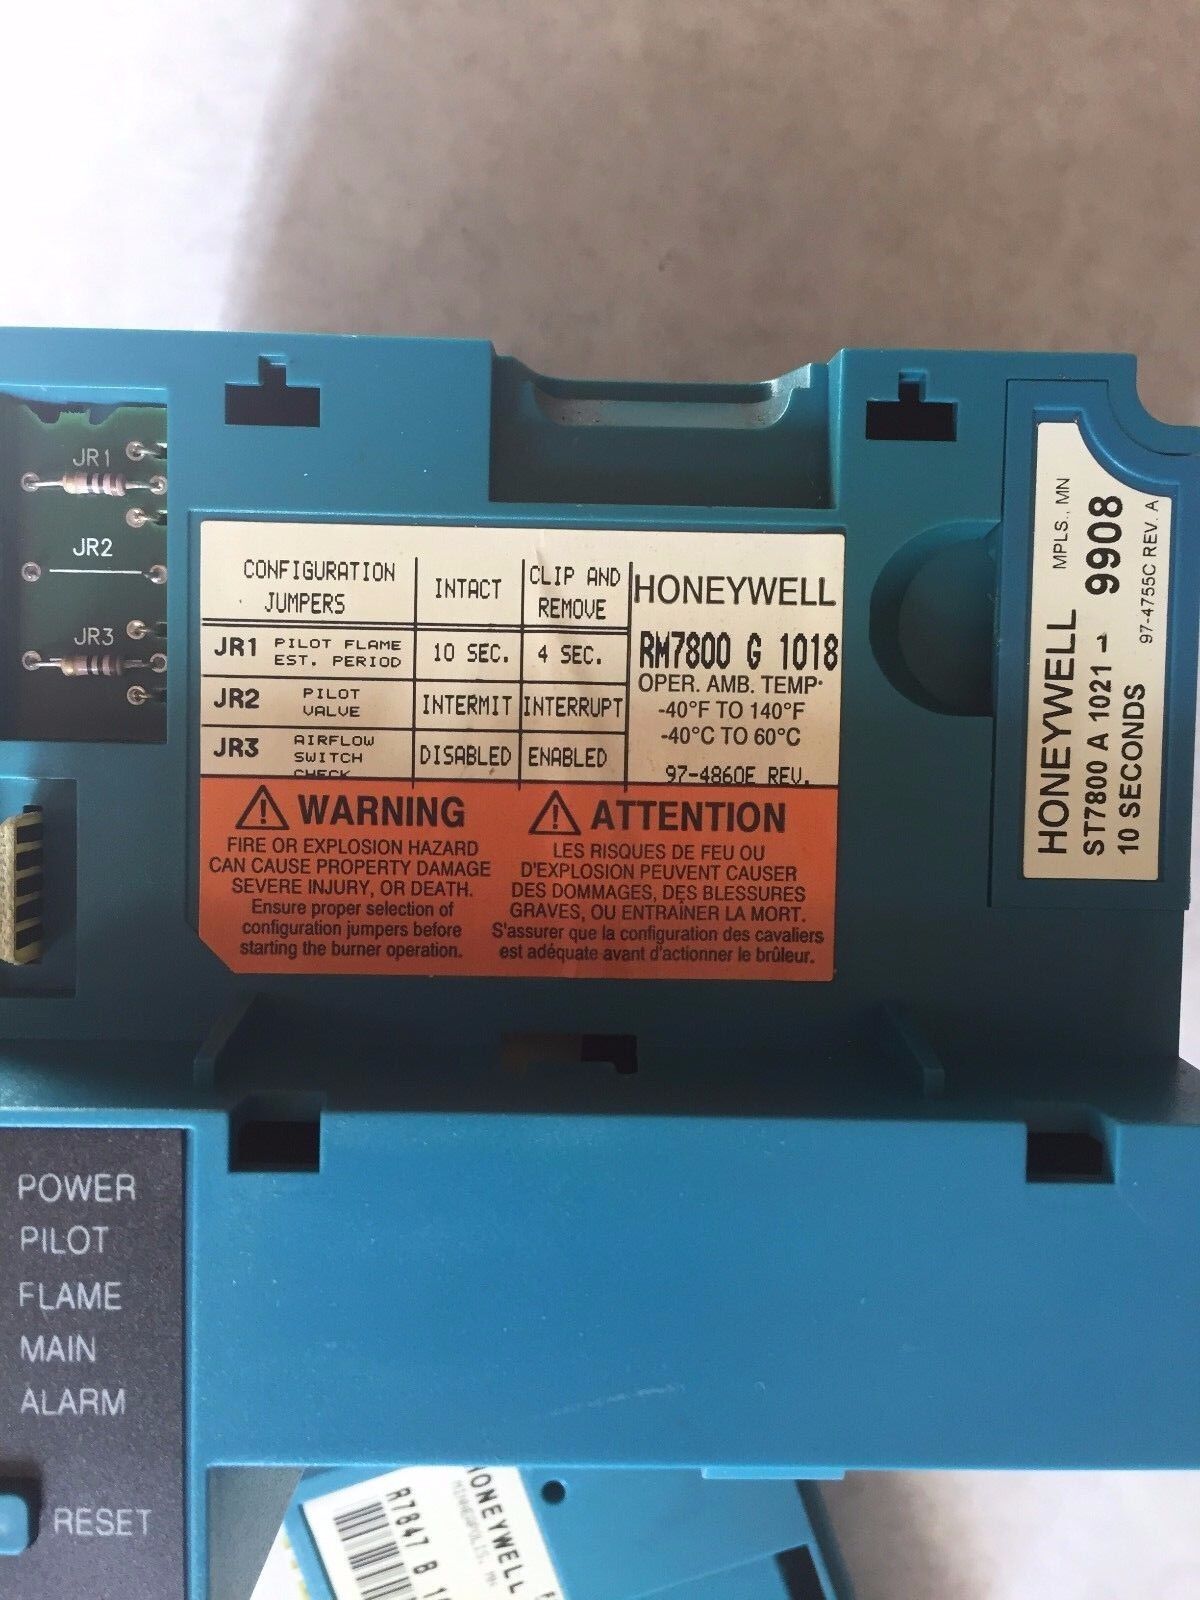 JR1
JR2
JR3
CONFIGURATION JUMPERS INTACT CLIP AND REMOVE
JR1 PILOT FLAME EST. PERIOD 10 SEC. 4 SEC.
JR2 PILOT VALVE INTERMIT INTERRUPT
JR3 AIRFLOW SWITCH CHECK DISABLED ENABLED
HONEYWELL
RM7800 G 1018
OPER. AMB. TEMP.
-40°F TO 140°F
-40°C TO 60°C
97-4860E REV.
WARNING
FIRE OR EXPLOSION HAZARD
CAN CAUSE PROPERTY DAMAGE
SEVERE INJURY, OR DEATH.
Ensure proper selection of
configuration jumpers before
starting the burner operation.
ATTENTION
LES RISQUES DE FEU OU
D'EXPLOSION PEUVENT CAUSER
DES DOMMAGES, DES BLESSURES
GRAVES, OU ENTRAÎNER LA MORT.
S'assurer que la configuration des cavaliers
est adéquate avant d'actionner le brûleur.
HONEYWELL MPLS., MN
ST7800 A 1021 - 9908
10 SECONDS 97-4755C REV. A
POWER
PILOT
FLAME
MAIN
ALARM
RESET
HONEYWELL
R7847 B